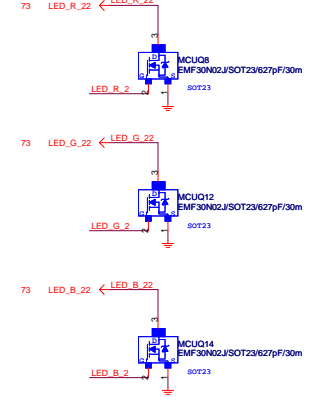 LED_R_22
73 LED_R_22
3
MCUQ8
D
EMF30N02J/SOT23/627pF/30m
G S
SOT23
LED_R_2
2 1
LED_G_22
73 LED_G_22
3
MCUQ12
D
EMF30N02J/SOT23/627pF/30m
G S
SOT23
LED_G_2
2 1
LED_B_22
73 LED_B_22
3
MCUQ14
D
EMF30N02J/SOT23/627pF/30m
G S
SOT23
LED_B_2
2 1